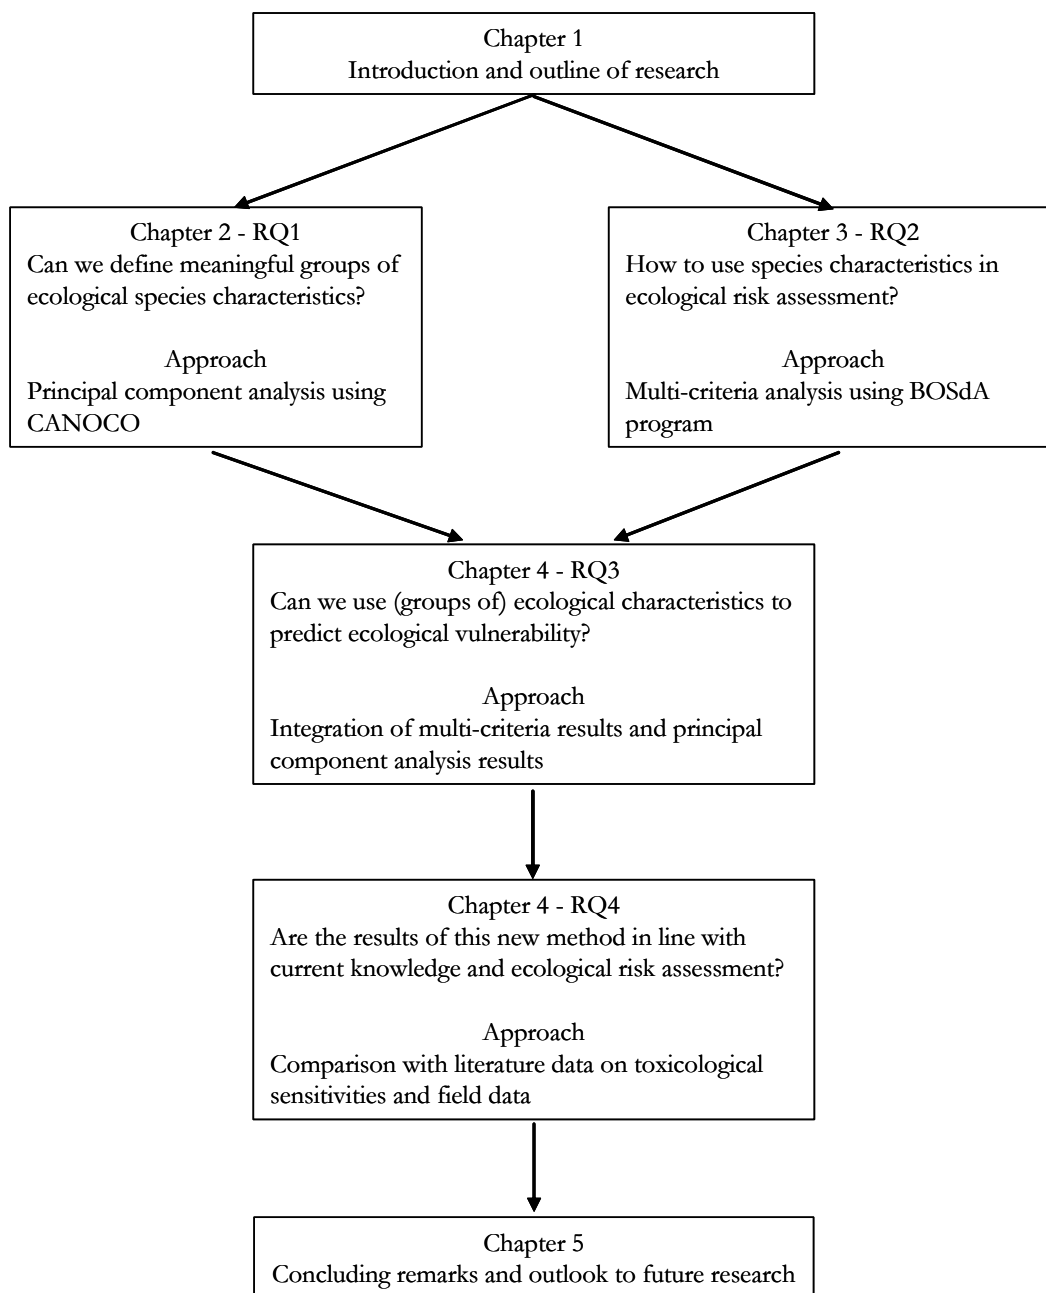 Chapter 1
Introduction and outline of research
Chapter 2 - RQ1
Can we define meaningful groups of
ecological species characteristics?
Approach
Principal component analysis using
CANOCO
Chapter 3 - RQ2
How to use species characteristics in
ecological risk assessment?
Approach
Multi-criteria analysis using BOSdA
program
Chapter 4 - RQ3
Can we use (groups of) ecological characteristics to
predict ecological vulnerability?
Approach
Integration of multi-criteria results and principal
component analysis results
Chapter 4 - RQ4
Are the results of this new method in line with
current knowledge and ecological risk assessment?
Approach
Comparison with literature data on toxicological
sensitivities and field data
Chapter 5
Concluding remarks and outlook to future research